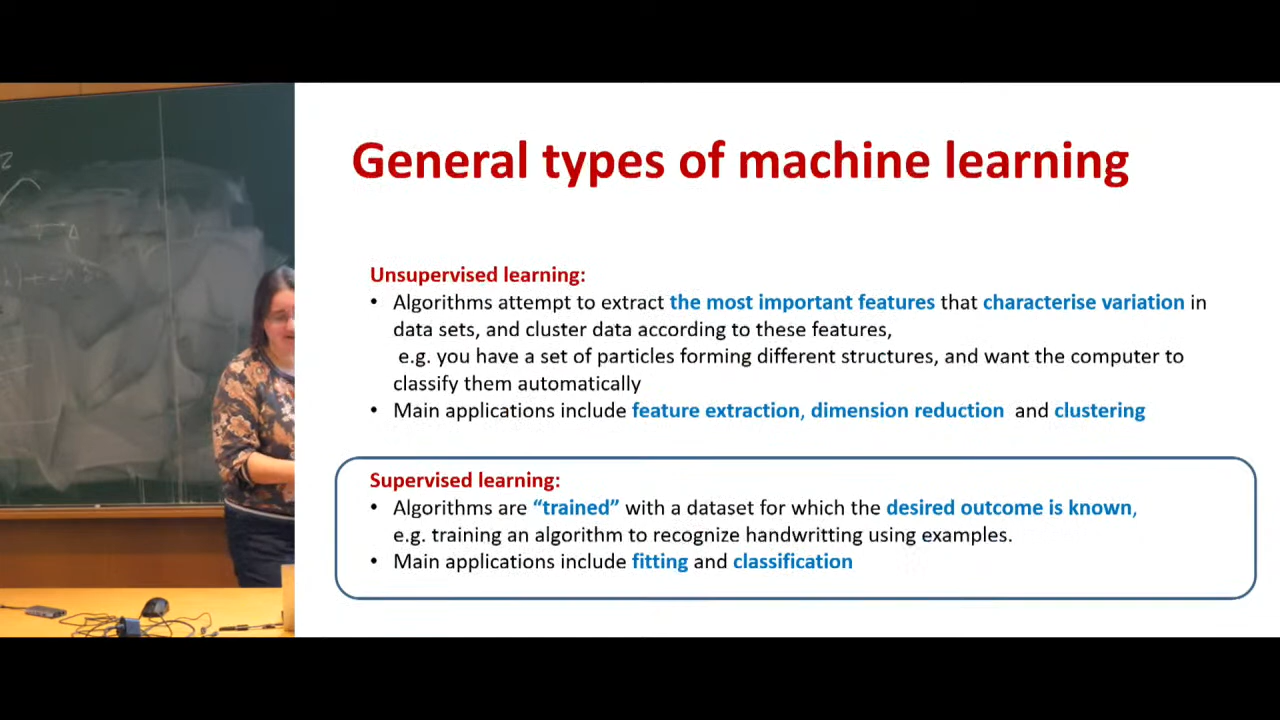 General types of machine learning
Unsupervised learning:
• Algorithms attempt to extract the most important features that characterise variation in
data sets, and cluster data according to these features,
e.g. you have a set of particles forming different structures, and want the computer to
classify them automatically
• Main applications include feature extraction, dimension reduction and clustering
Supervised learning:
• Algorithms are “trained” with a dataset for which the desired outcome is known,
e.g. training an algorithm to recognize handwritting using examples.
• Main applications include fitting and classification